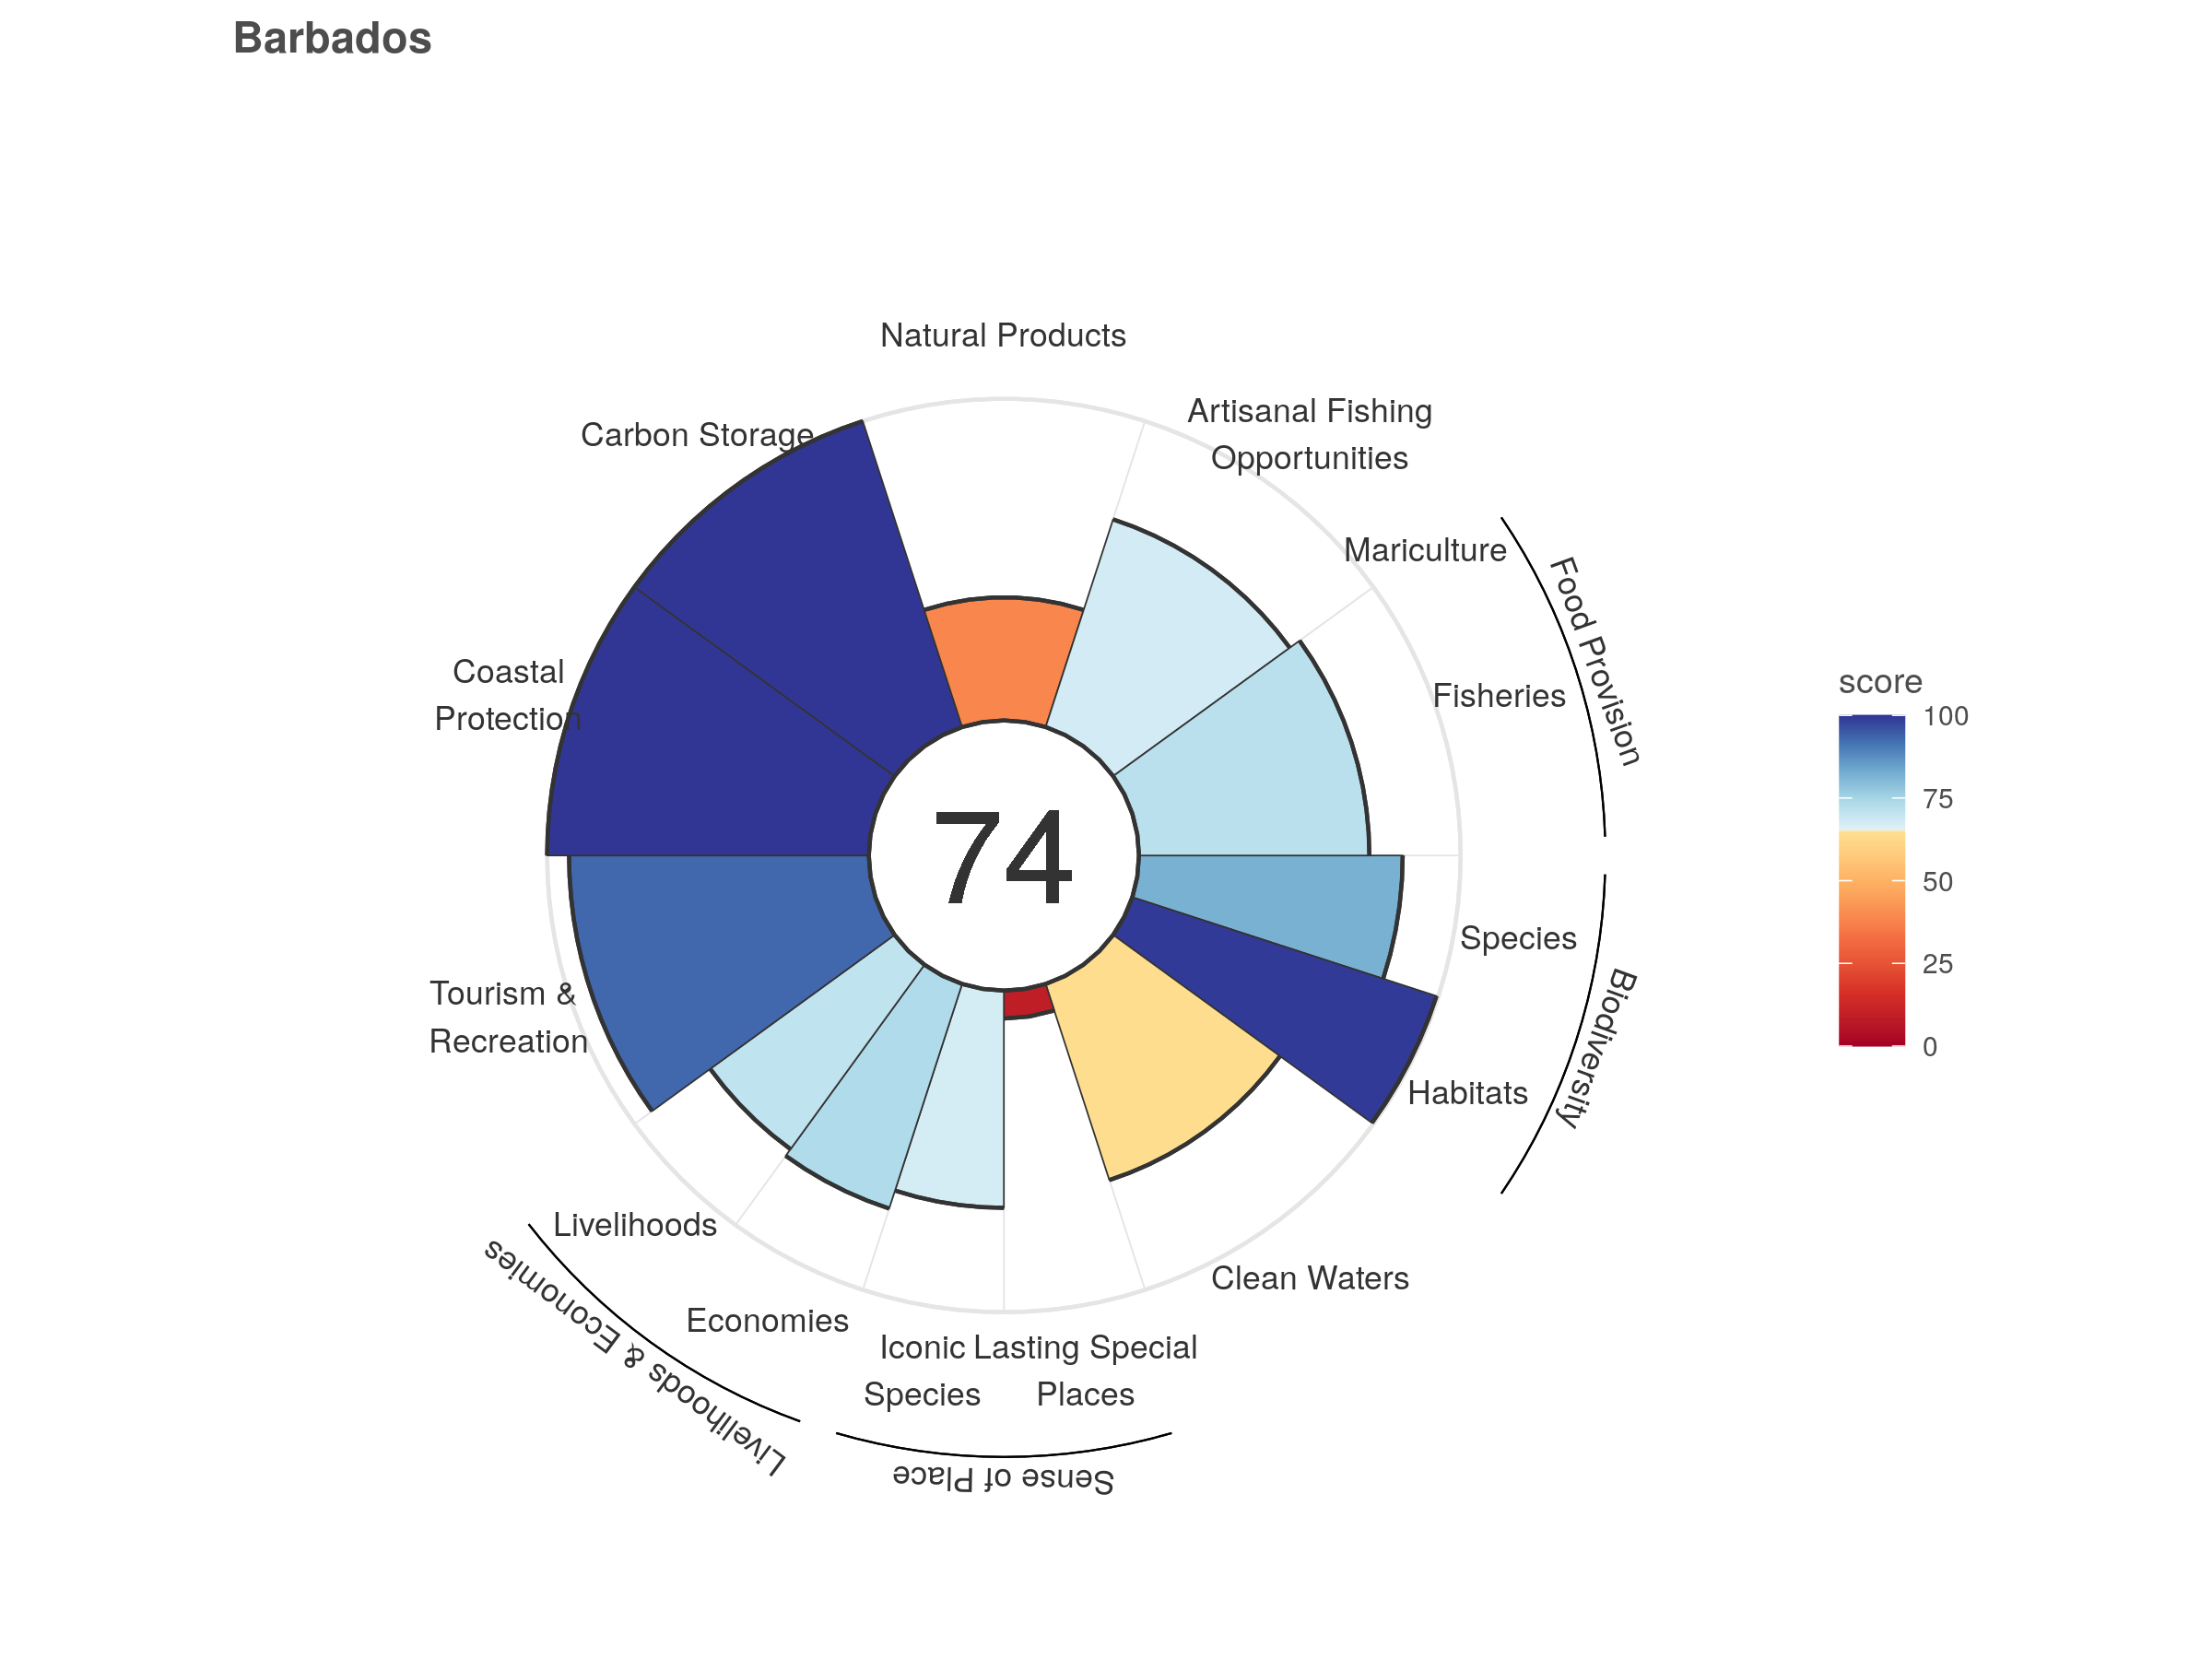 Barbados
Natural Products
Artisanal Fishing
Opportunities
Carbon Storage
Mariculture
Food Provision
Fisheries
Coastal
Protection
score
100
75
50
25
0
74
Species
Biodiversity
Habitats
Tourism &
Recreation
Livelihoods
Livelihoods & Economies
Economies
Clean Waters
Iconic
Species
Lasting Special
Places
Sense of Place